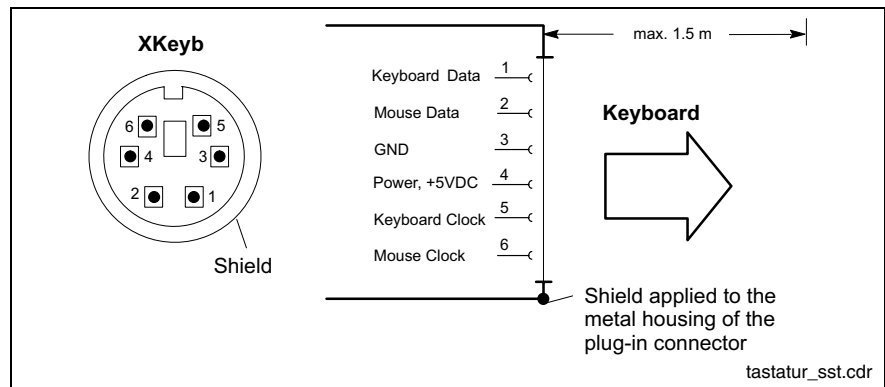 XKeyb
6
5
4
3
2
1
Shield
max. 1.5 m
Keyboard Data 1
Mouse Data 2
GND 3
Power, +5VDC 4
Keyboard Clock 5
Mouse Clock 6
Keyboard
Shield applied to the
metal housing of the
plug-in connector
tastatur_sst.cdr